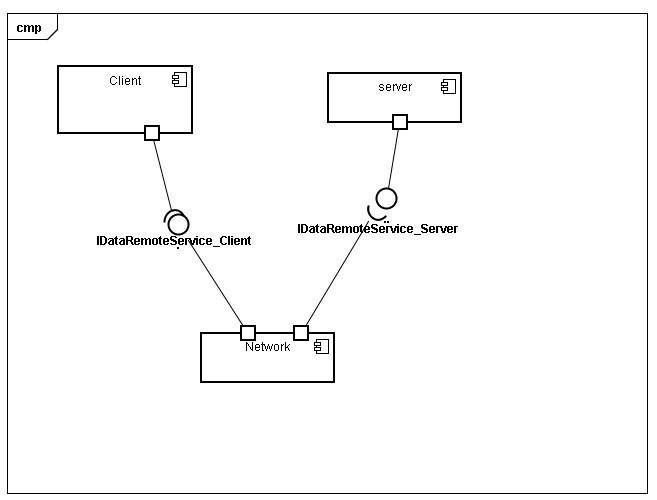 cmp
Client
server
IDataRemoteService_Client
IDataRemoteService_Server
Network